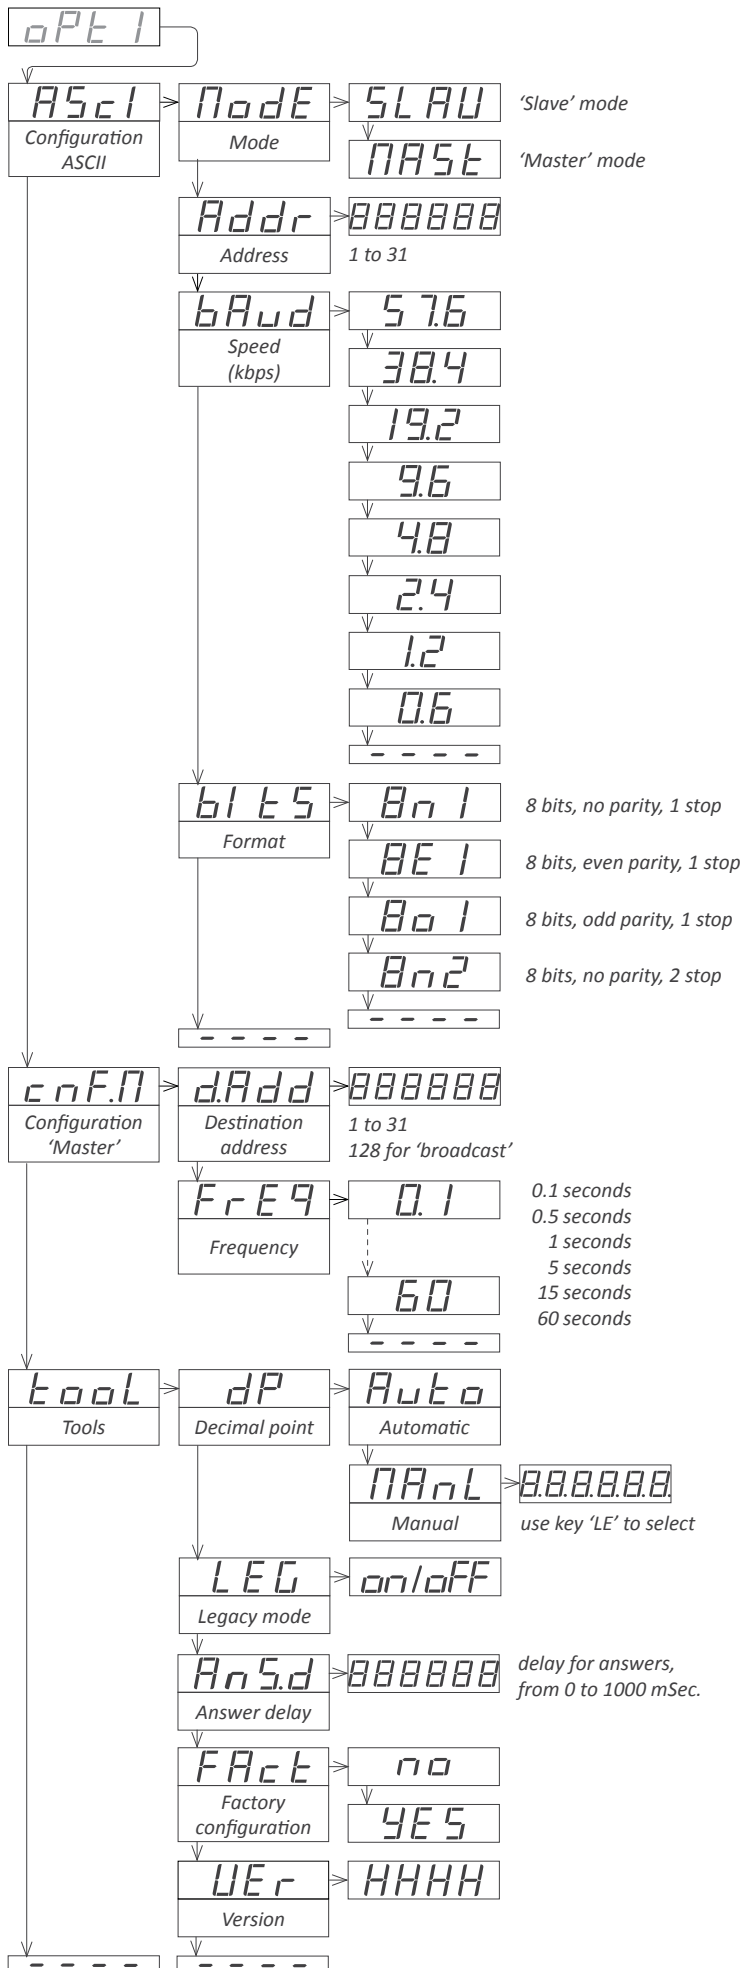 oPt1
AScI
ModE
SLAV
'Slave' mode
Configuration
ASCII
Mode
MASt
'Master' mode
Addr
888888
Address
1 to 31
bAud
57.6
Speed
(kbps)
38.4
19.2
9.6
4.8
2.4
1.2
0.6
- - - -
bItS
8n1
8 bits, no parity, 1 stop
Format
8E1
8 bits, even parity, 1 stop
8o1
8 bits, odd parity, 1 stop
8n2
8 bits, no parity, 2 stop
- - - -
- - - -
cnF.M
d.Add
888888
Configuration
'Master'
Destination
address
1 to 31
128 for 'broadcast'
FrEq
0.1
0.1 seconds
0.5 seconds
Frequency
1 seconds
5 seconds
60
15 seconds
60 seconds
- - - -
tooL
dP
Auto
Tools
Decimal point
Automatic
MAnL
8.8.8.8.8.8.
Manual
use key 'LE' to select
LEG
on/oFF
Legacy mode
AnS.d
888888
delay for answers,
from 0 to 1000 mSec.
Answer delay
FAct
no
Factory
configuration
YES
VEr
HHHH
Version
- - - -
- - - -